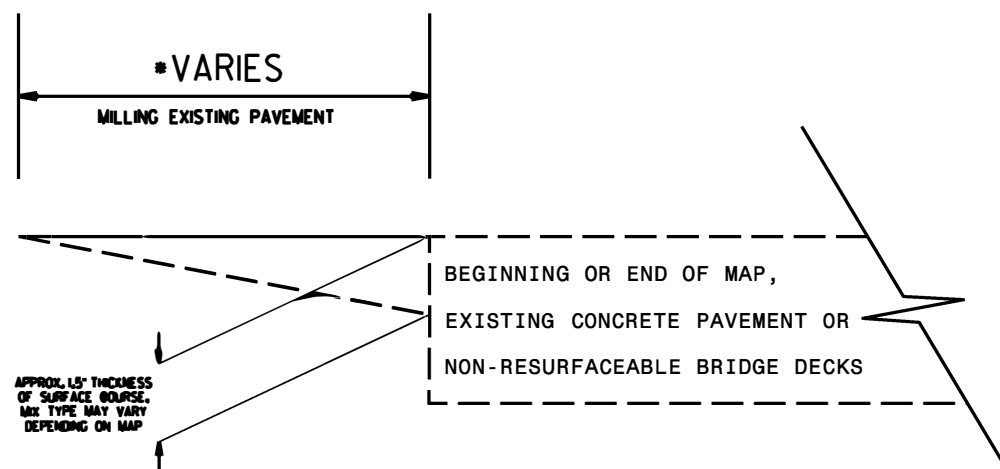 *VARIES
MILLING EXISTING PAVEMENT
BEGINNING OR END OF MAP,
EXISTING CONCRETE PAVEMENT OR
NON-RESURFACEABLE BRIDGE DECKS
APPROX. 1.5" THICKNESS
OF SURFACE COURSE.
MIX TYPE MAY VARY
DEPENDING ON MAP